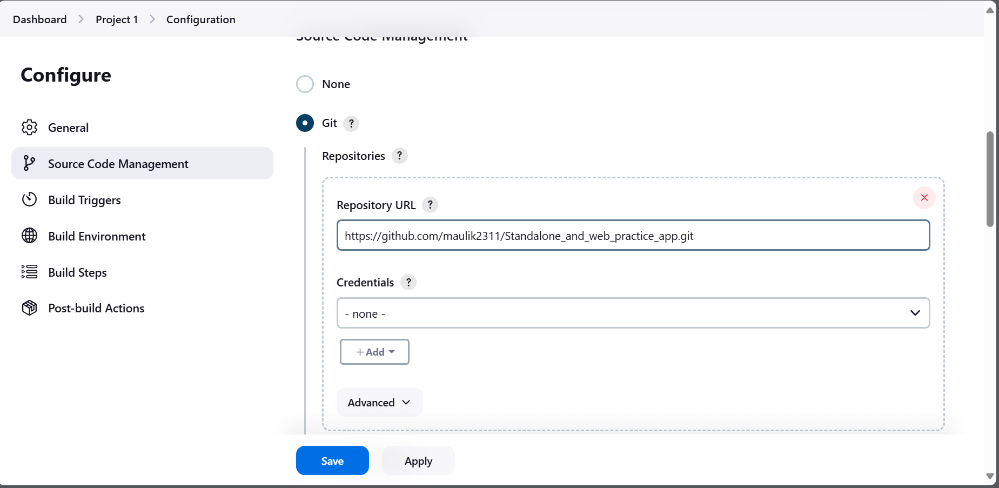 Dashboard > Project 1 > Configuration
Source Code Management
Configure
None
General
Git ?
Source Code Management
Repositories ?
Build Triggers
Repository URL ?
https://github.com/maulik2311/Standalone_and_web_practice_app.git
Build Environment
Build Steps
Credentials ?
- none -
Post-build Actions
+ Add
Advanced
Save
Apply